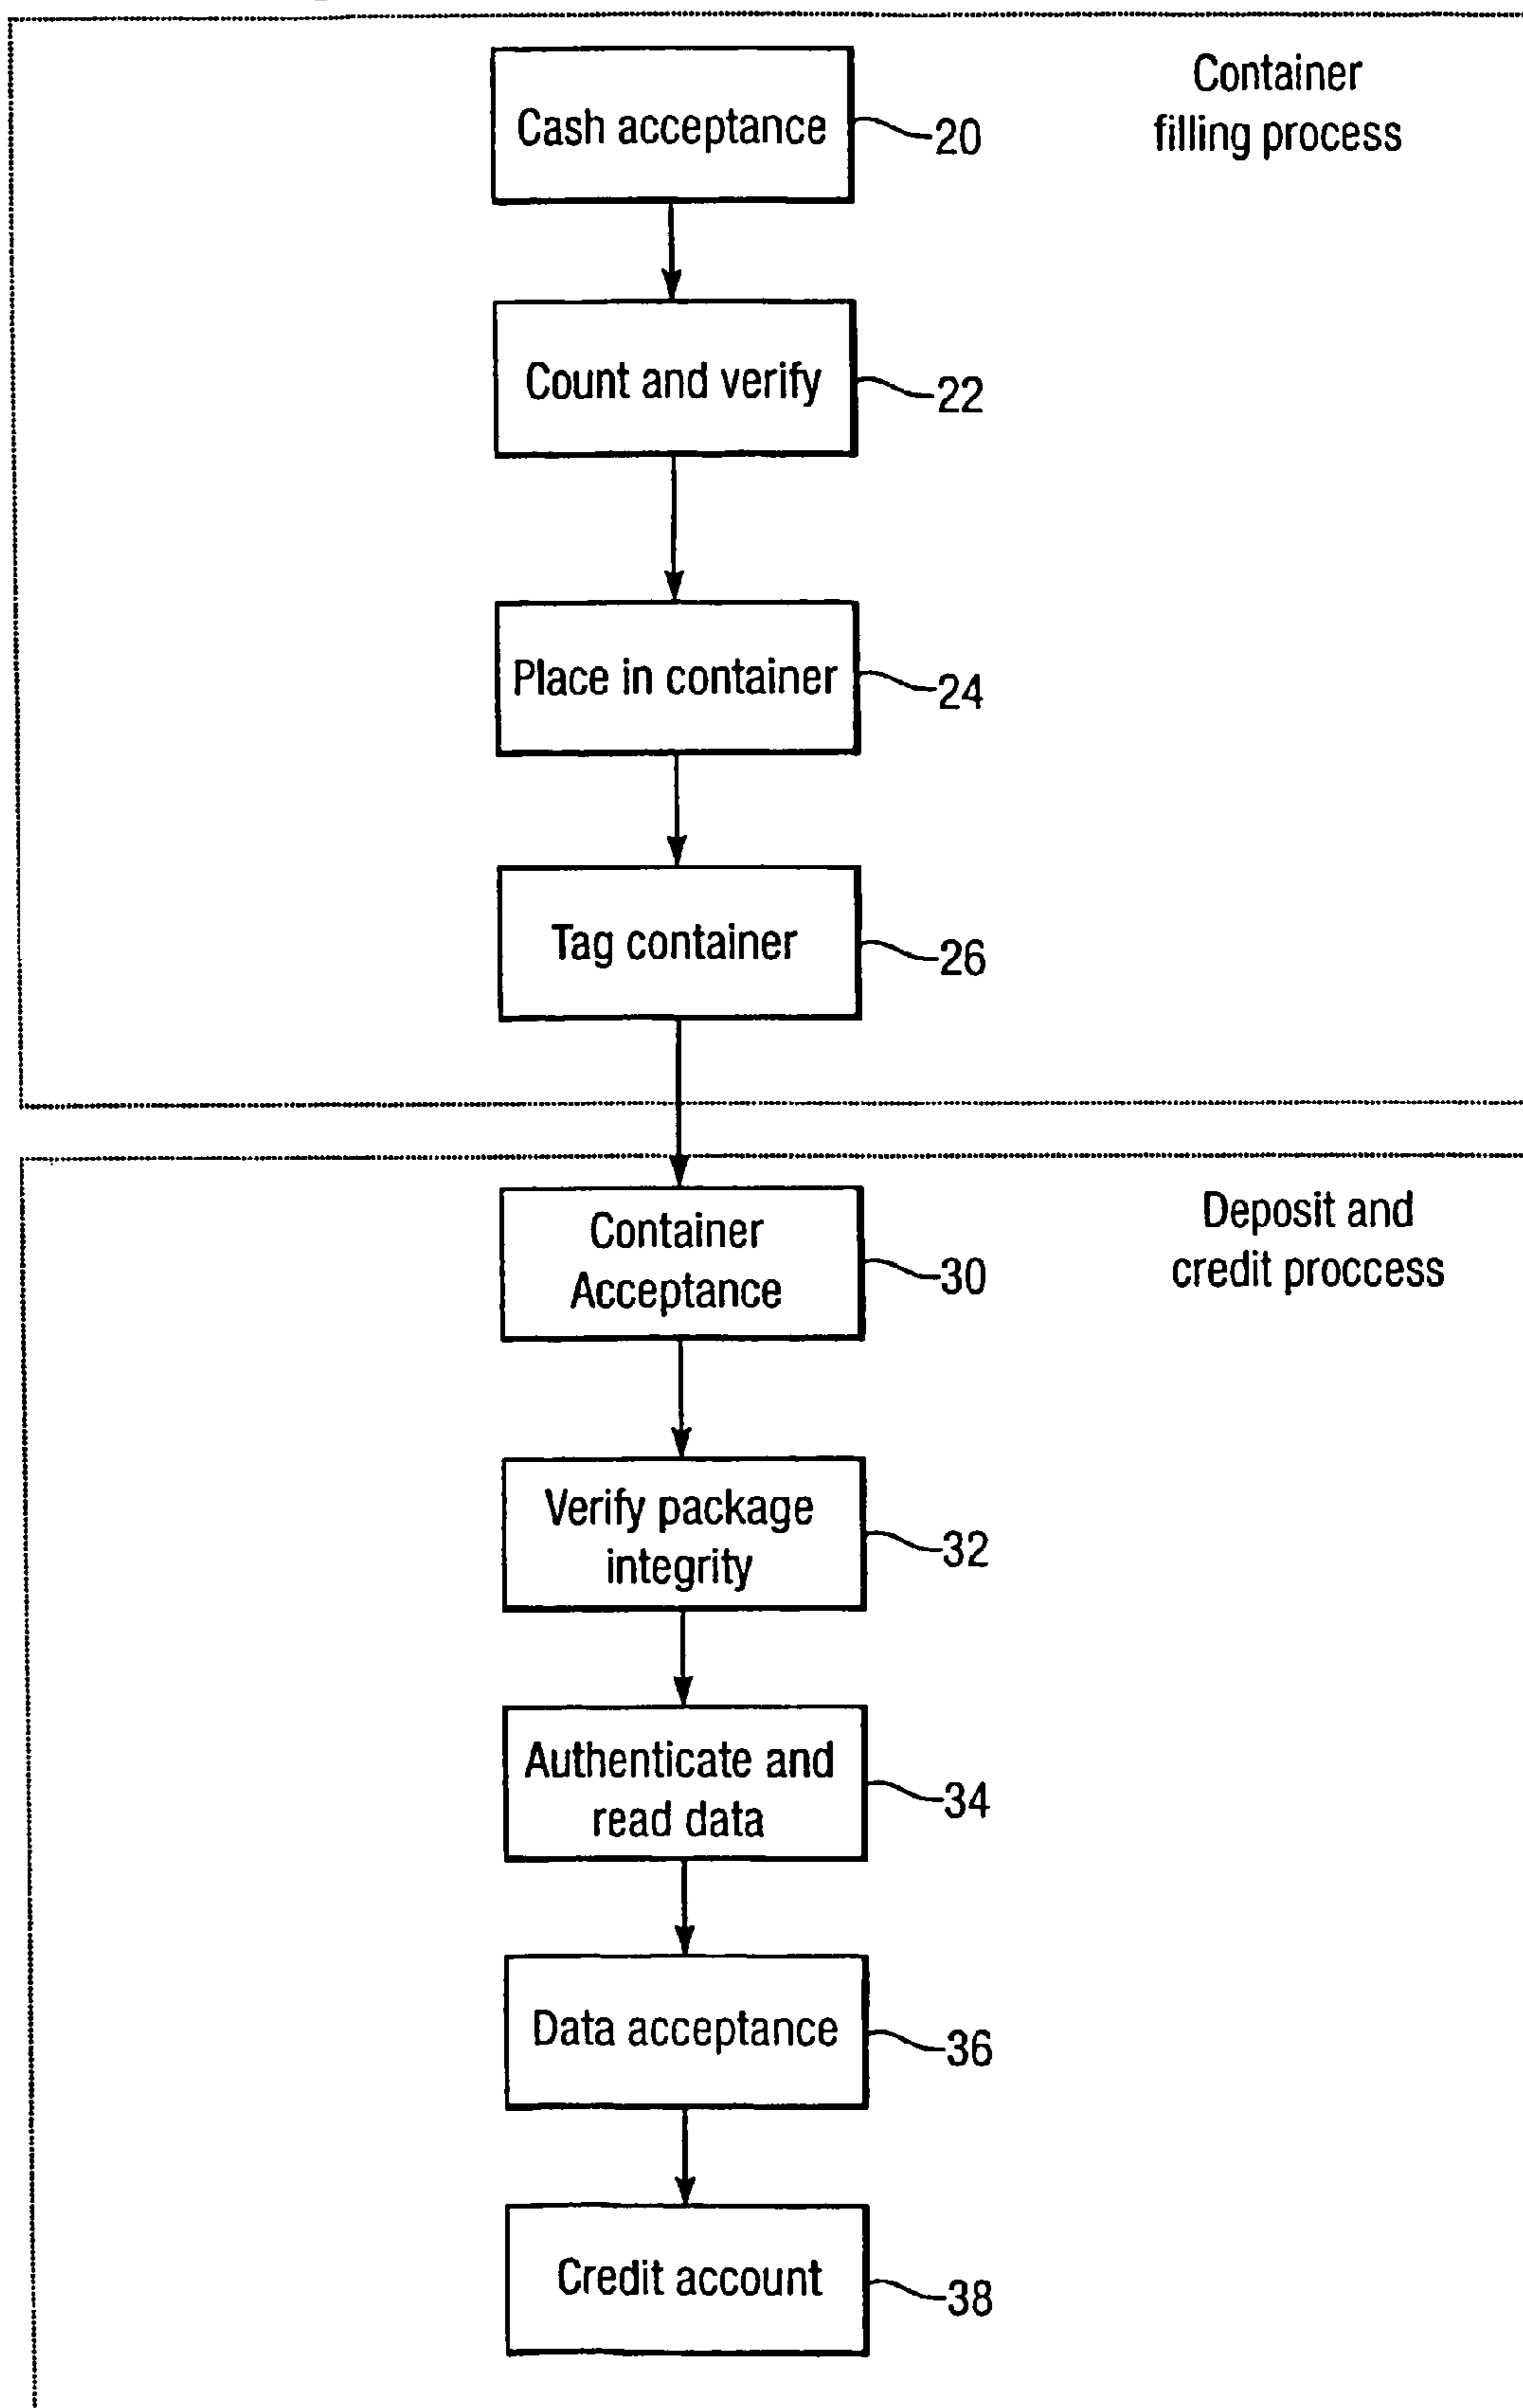 Cash acceptance
20
Container
filling process
Count and verify
22
Place in container
24
Tag container
26
Container
Acceptance
30
Deposit and
credit proccess
Verify package
integrity
32
Authenticate and
read data
34
Data acceptance
36
Credit account
38